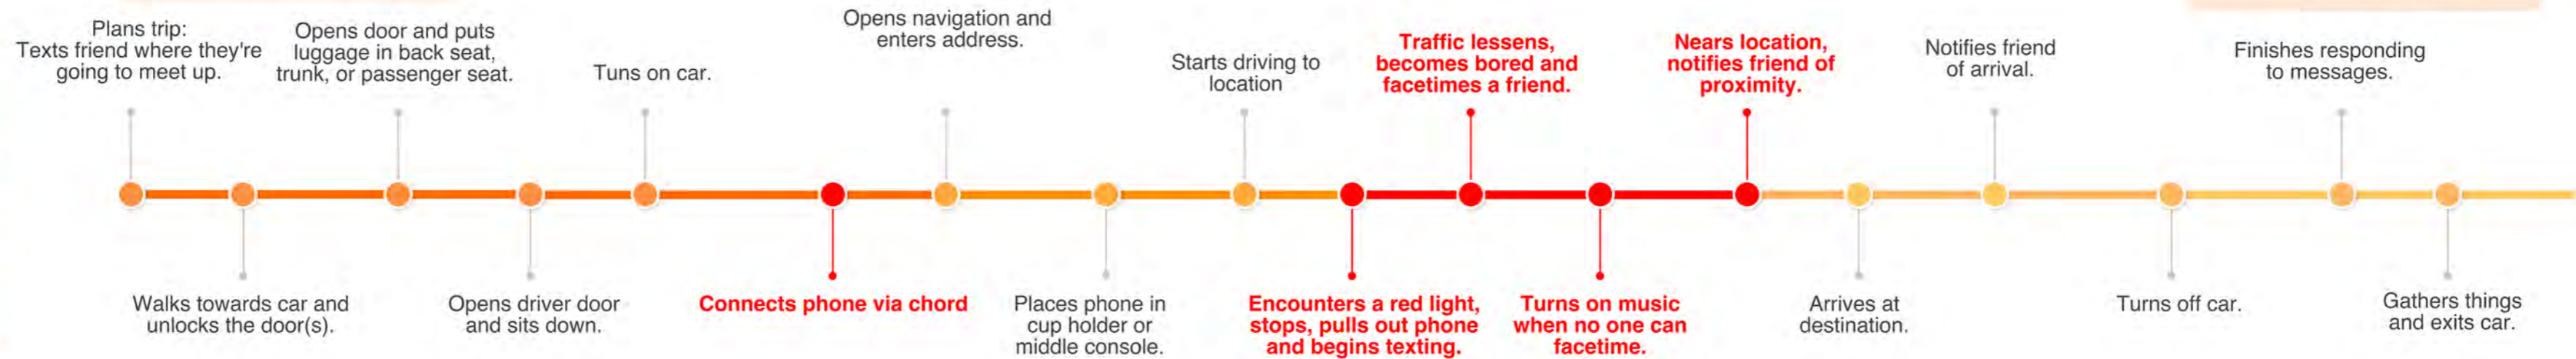 Plans trip:
Texts friend where they're
going to meet up.
Walks towards car and
unlocks the door(s).
Opens door and puts
luggage in back seat,
trunk, or passenger seat.
Opens driver door
and sits down.
Tuns on car.
Connects phone via chord
Opens navigation and
enters address.
Places phone in
cup holder or
middle console.
Starts driving to
location
Encounters a red light,
stops, pulls out phone
and begins texting.
Traffic lessens,
becomes bored and
facetimes a friend.
Turns on music
when no one can
facetime.
Nears location,
notifies friend of
proximity.
Arrives at
destination.
Notifies friend
of arrival.
Turns off car.
Finishes responding
to messages.
Gathers things
and exits car.